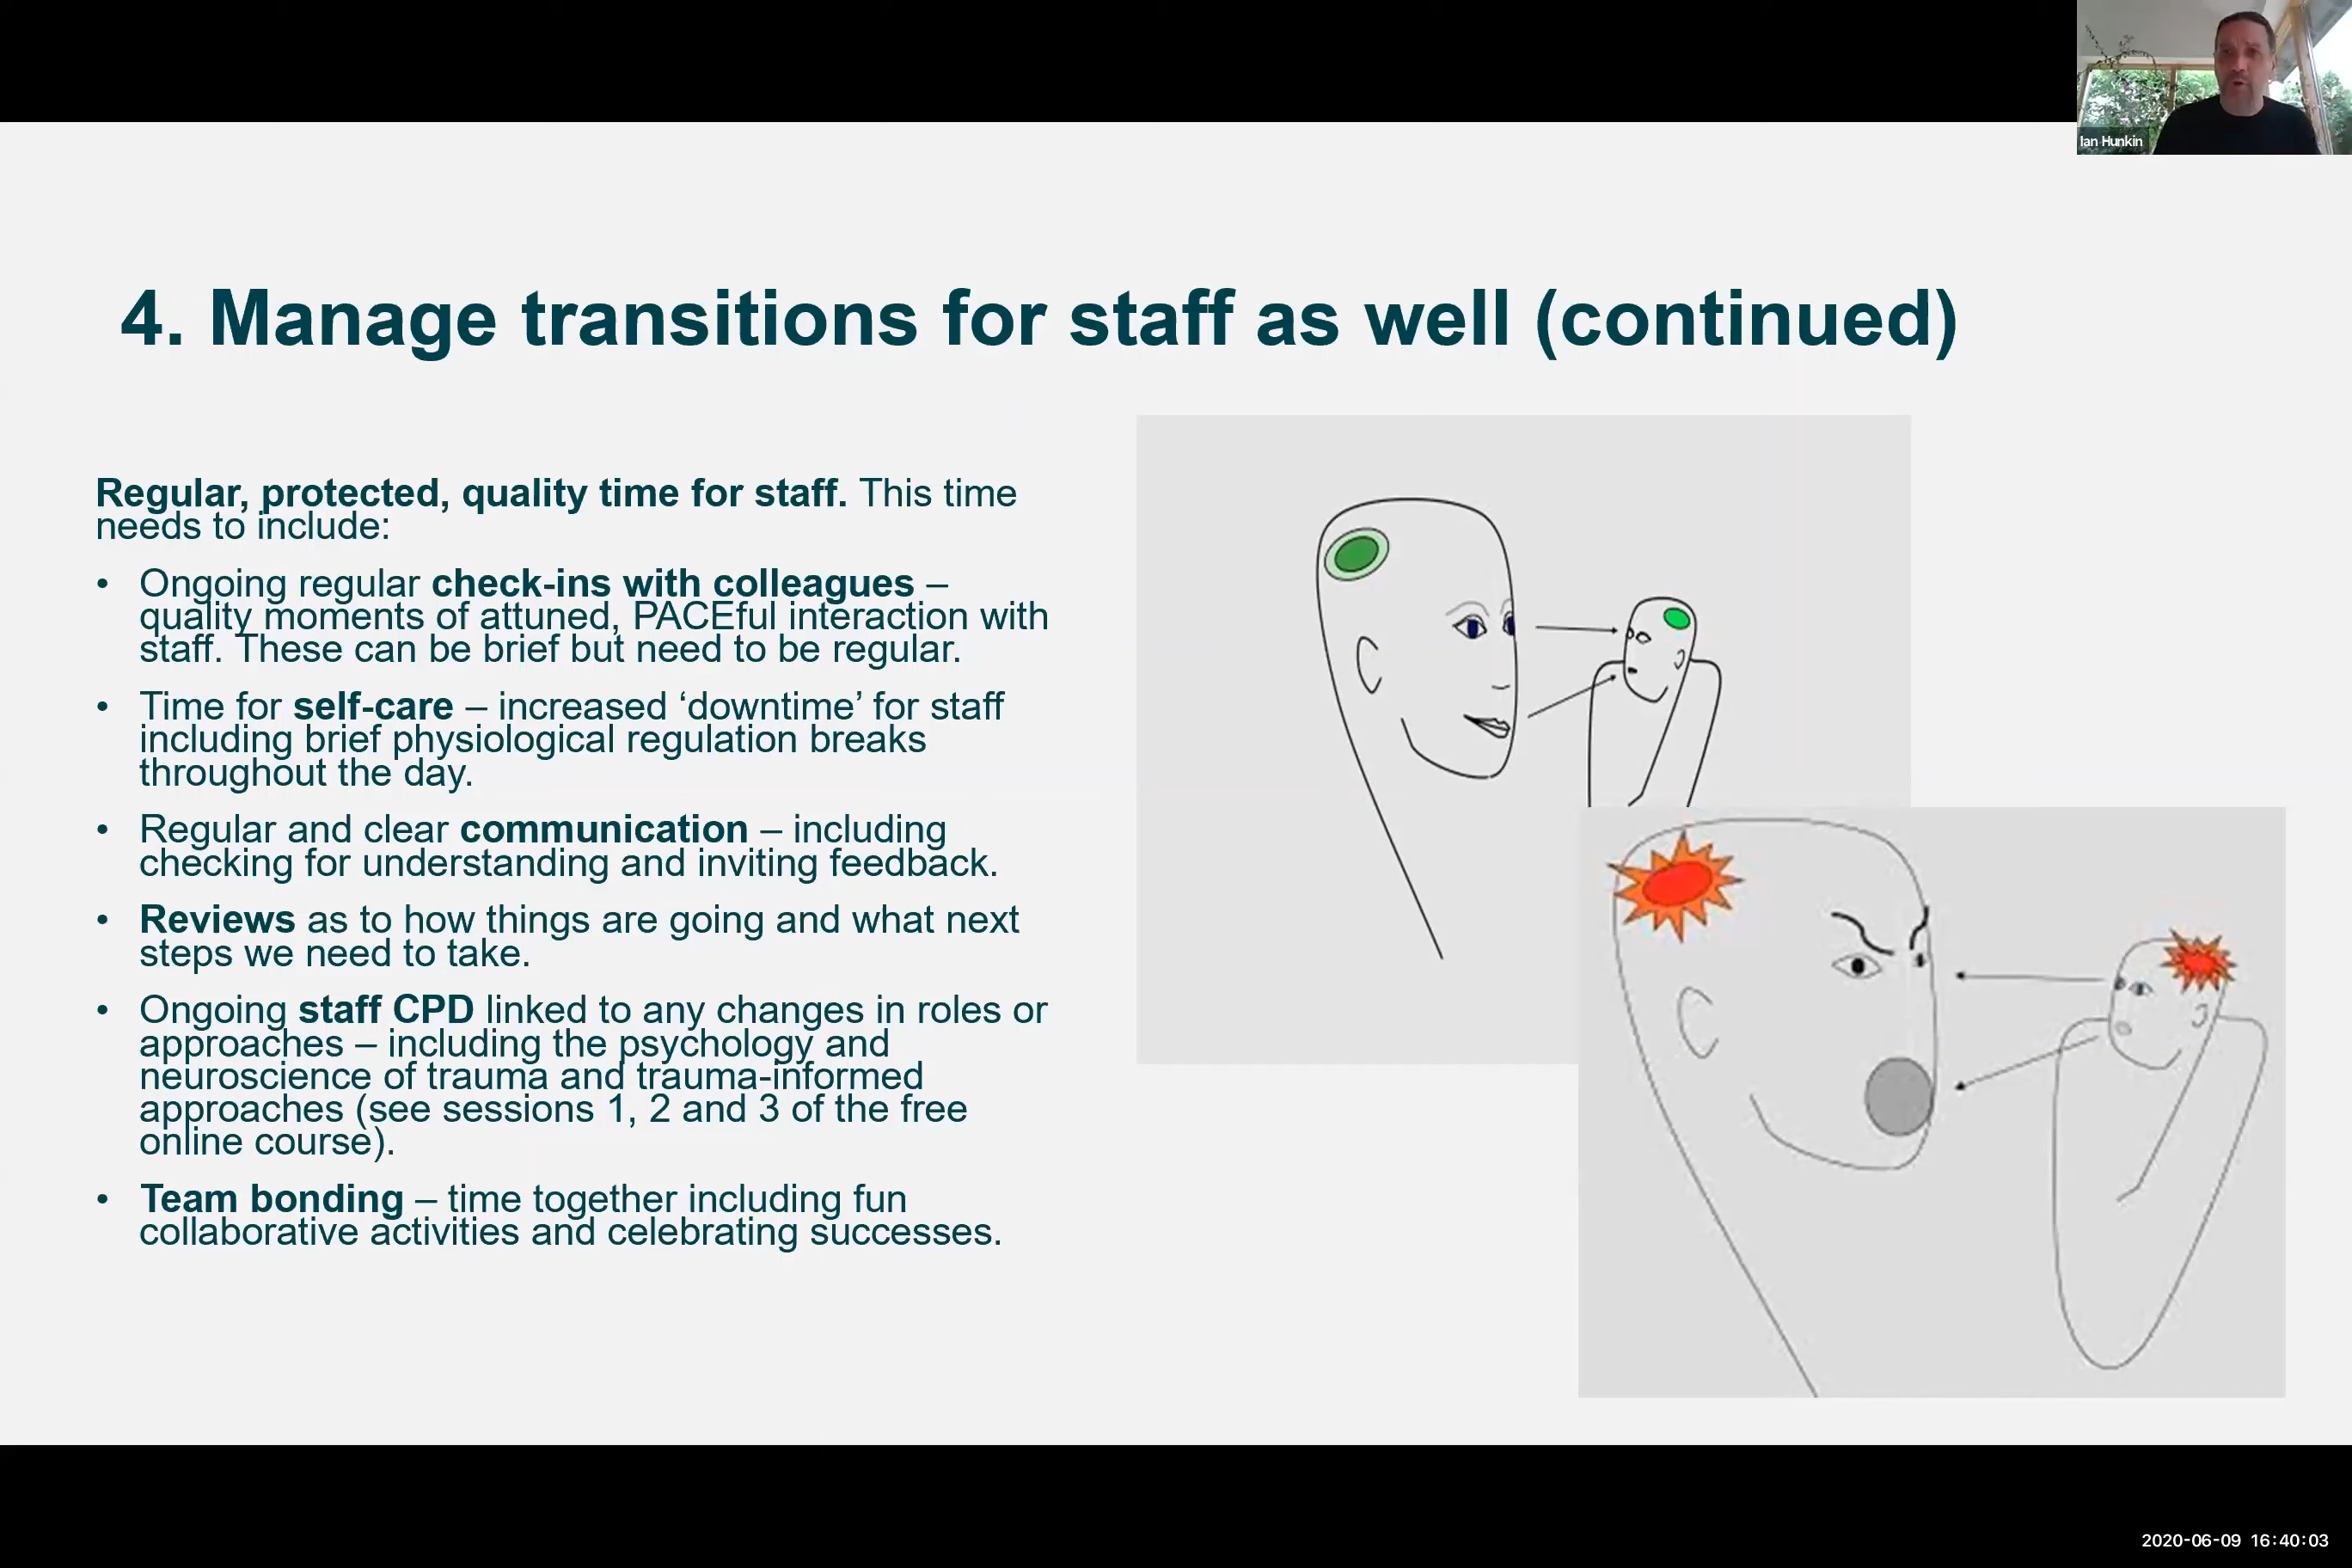 Ian Hunkin
4. Manage transitions for staff as well (continued)
Regular, protected, quality time for staff. This time
needs to include:
• Ongoing regular check-ins with colleagues –
quality moments of attuned, PACEful interaction with
staff. These can be brief but need to be regular.
• Time for self-care – increased ‘downtime’ for staff
including brief physiological regulation breaks
throughout the day.
• Regular and clear communication – including
checking for understanding and inviting feedback.
• Reviews as to how things are going and what next
steps we need to take.
• Ongoing staff CPD linked to any changes in roles or
approaches – including the psychology and
neuroscience of trauma and trauma-informed
approaches (see sessions 1, 2 and 3 of the free
online course).
• Team bonding – time together including fun
collaborative activities and celebrating successes.
2020-06-09 16:40:03